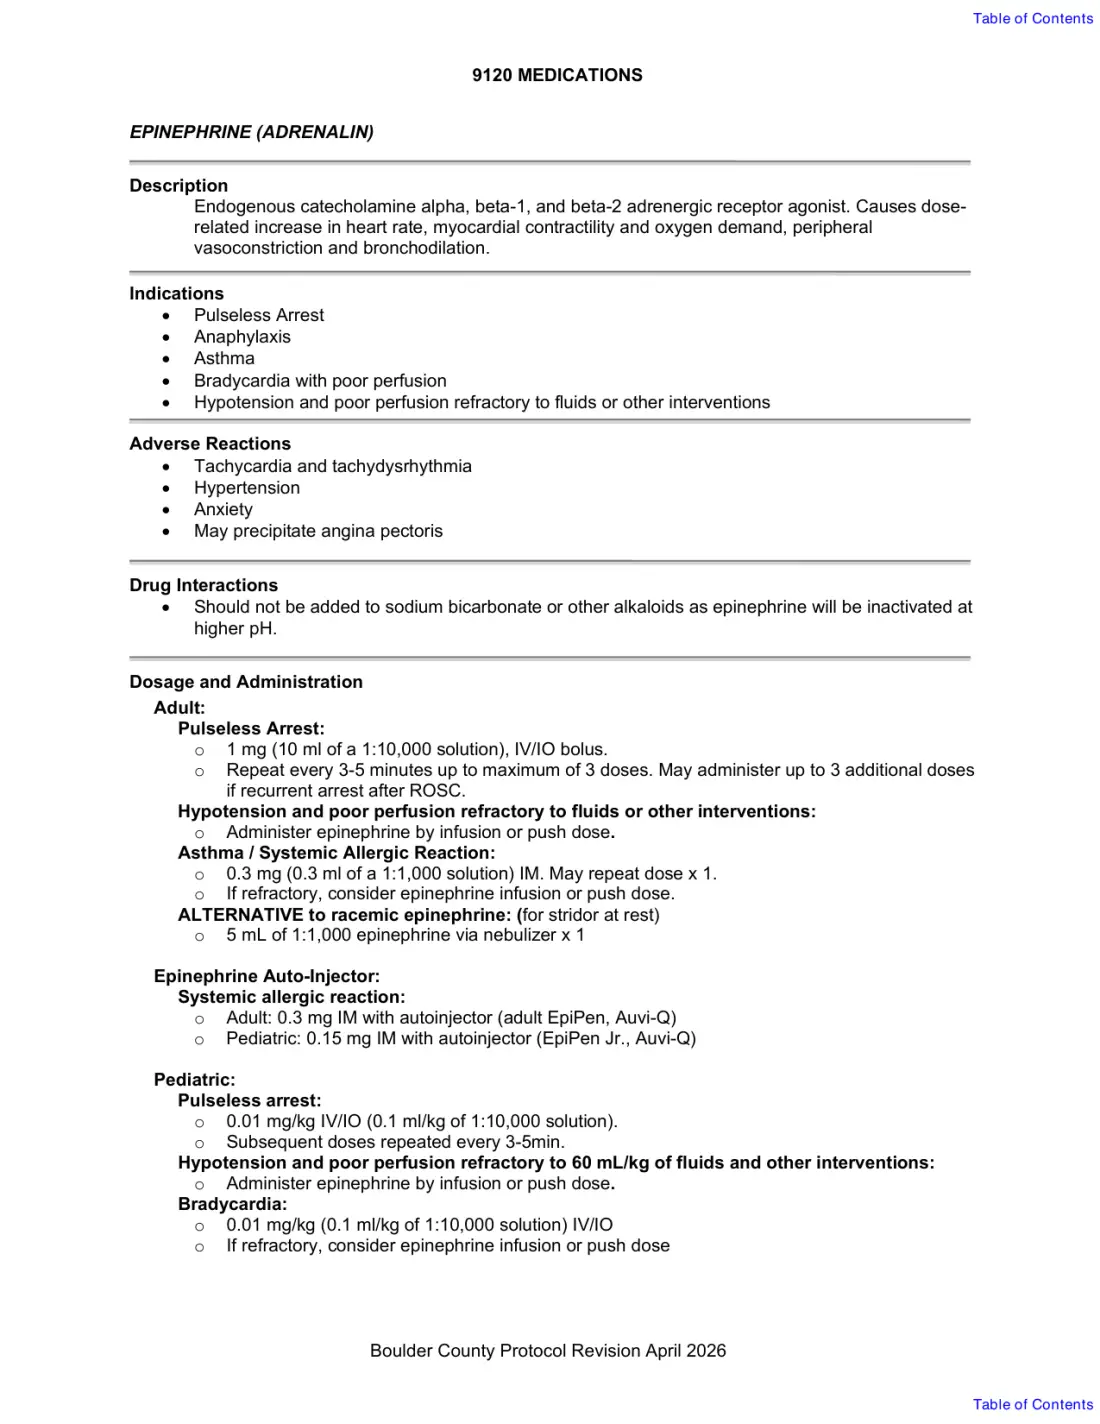 Table of Contents
9120 MEDICATIONS
EPINEPHRINE (ADRENALIN)
Description
Endogenous catecholamine alpha, beta-1, and beta-2 adrenergic receptor agonist. Causes dose-
related increase in heart rate, myocardial contractility and oxygen demand, peripheral
vasoconstriction and bronchodilation.
Indications
• Pulseless Arrest
• Anaphylaxis
• Asthma
• Bradycardia with poor perfusion
• Hypotension and poor perfusion refractory to fluids or other interventions
Adverse Reactions
• Tachycardia and tachydysrhythmia
• Hypertension
• Anxiety
• May precipitate angina pectoris
Drug Interactions
• Should not be added to sodium bicarbonate or other alkaloids as epinephrine will be inactivated at
higher pH.
Dosage and Administration
Adult:
Pulseless Arrest:
o 1 mg (10 ml of a 1:10,000 solution), IV/IO bolus.
o Repeat every 3-5 minutes up to maximum of 3 doses. May administer up to 3 additional doses
if recurrent arrest after ROSC.
Hypotension and poor perfusion refractory to fluids or other interventions:
o Administer epinephrine by infusion or push dose.
Asthma / Systemic Allergic Reaction:
o 0.3 mg (0.3 ml of a 1:1,000 solution) IM. May repeat dose x 1.
o If refractory, consider epinephrine infusion or push dose.
ALTERNATIVE to racemic epinephrine: (for stridor at rest)
o 5 mL of 1:1,000 epinephrine via nebulizer x 1
Epinephrine Auto-Injector:
Systemic allergic reaction:
o Adult: 0.3 mg IM with autoinjector (adult EpiPen, Auvi-Q)
o Pediatric: 0.15 mg IM with autoinjector (EpiPen Jr., Auvi-Q)
Pediatric:
Pulseless arrest:
o 0.01 mg/kg IV/IO (0.1 ml/kg of 1:10,000 solution).
o Subsequent doses repeated every 3-5min.
Hypotension and poor perfusion refractory to 60 mL/kg of fluids and other interventions:
o Administer epinephrine by infusion or push dose.
Bradycardia:
o 0.01 mg/kg (0.1 ml/kg of 1:10,000 solution) IV/IO
o If refractory, consider epinephrine infusion or push dose
Boulder County Protocol Revision April 2026
Table of Contents